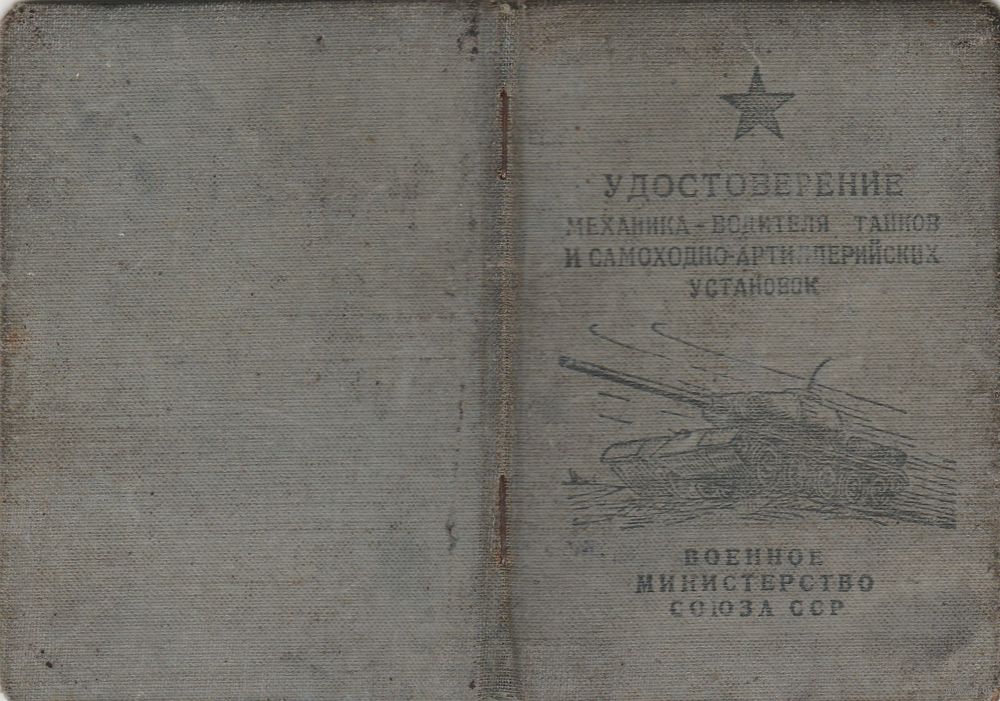 УДОСТОВЕРЕНИЕ
МЕХАНИКА-ВОДИТЕЛЯ ТАНКОВ
И САМОХОДНО-АРТИЛЛЕРИЙСКИХ
УСТАНОВОК
ВОЕННОЕ
МИНИСТЕРСТВО
СОЮЗА ССР